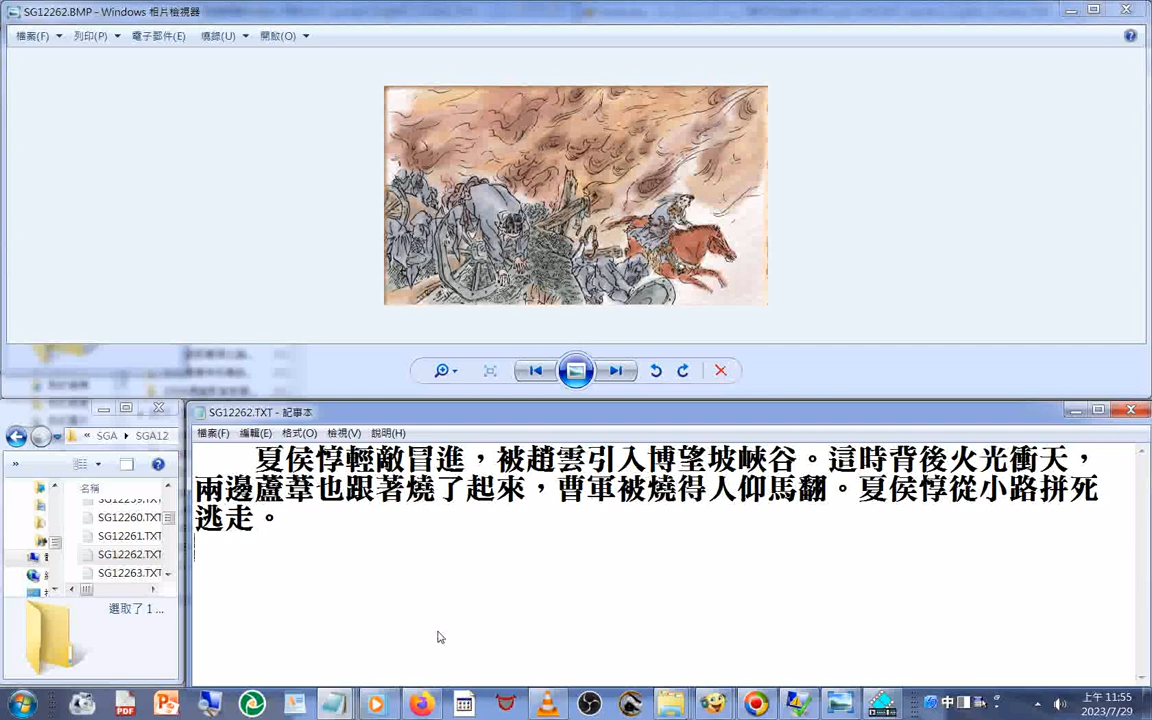 SG12262.BMP - Windows 相片檢視器
檔案(F) 列印(P) 電子郵件(E) 燒錄(U) 開啟(O)
SG12262.TXT - 記事本
檔案(F) 編輯(E) 格式(O) 檢視(V) 說明(H)
夏侯惇輕敵冒進，被趙雲引入博望坡峽谷。這時背後火光衝天，
兩邊蘆葦也跟著燒了起來，曹軍被燒得人仰馬翻。夏侯惇從小路拼死
逃走。
« SGA ▸ SGA12
»
名稱
SG12259.TXT
SG12260.TXT
SG12261.TXT
SG12262.TXT
SG12263.TXT
選取了 1 ...
PDF
中
上午 11:55
2023/7/29